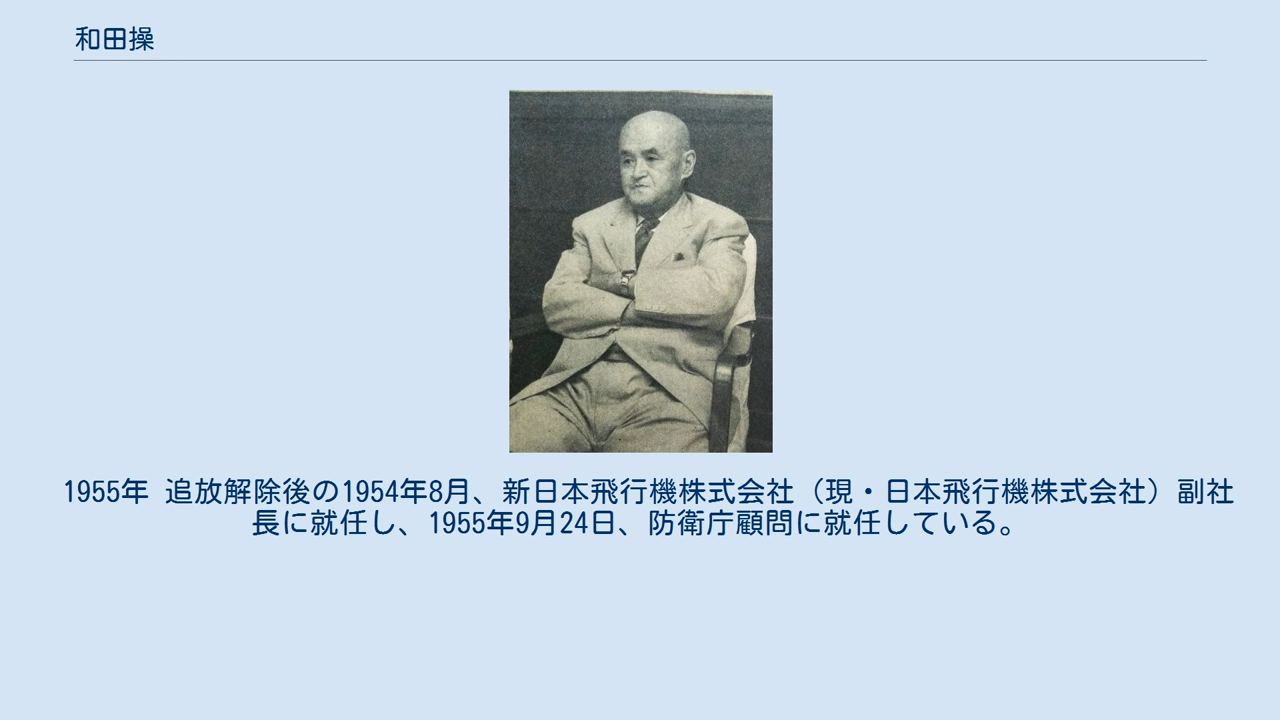 和田操
1955年 追放解除後の1954年8月、新日本飛行機株式会社（現・日本飛行機株式会社）副社
長に就任し、1955年9月24日、防衛庁顧問に就任している。